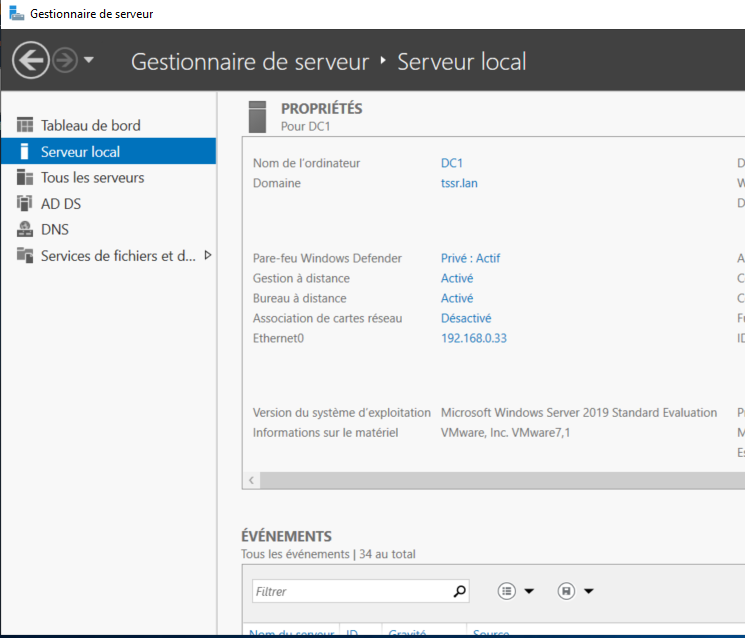 Gestionnaire de serveur
Gestionnaire de serveur ‣ Serveur local
Tableau de bord
Serveur local
Tous les serveurs
AD DS
DNS
Services de fichiers et d...
PROPRIÉTÉS
Pour DC1
Nom de l'ordinateur DC1
Domaine tssr.lan
Pare-feu Windows Defender Privé : Actif
Gestion à distance Activé
Bureau à distance Activé
Association de cartes réseau Désactivé
Ethernet0 192.168.0.33
Version du système d'exploitation Microsoft Windows Server 2019 Standard Evaluation
Informations sur le matériel VMware, Inc. VMware7,1
ÉVÉNEMENTS
Tous les événements | 34 au total
Filtrer
Nom du serveur ID Gravité Source